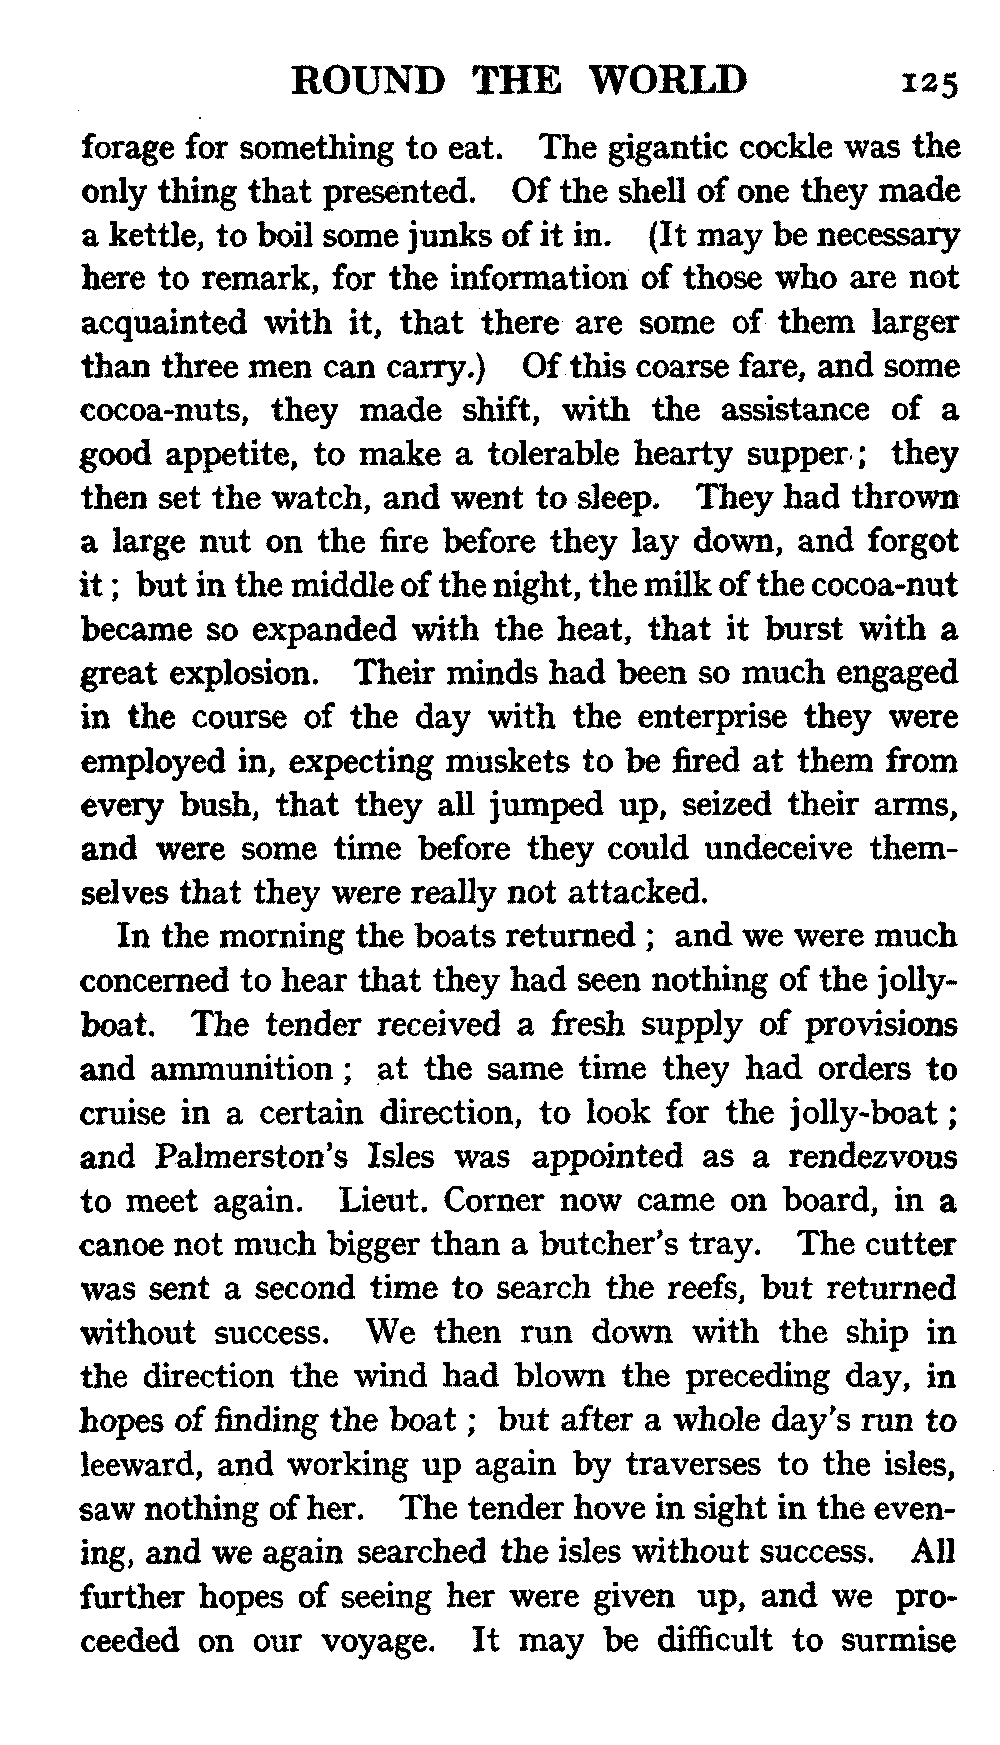 ROUND THE WORLD 125
forage for something to eat. The gigantic cockle was the
only thing that presented. Of the shell of one they made
a kettle, to boil some junks of it in. (It may be necessary
here to remark, for the information of those who are not
acquainted with it, that there are some of them larger
than three men can carry.) Of this coarse fare, and some
cocoa-nuts, they made shift, with the assistance of a
good appetite, to make a tolerable hearty supper; they
then set the watch, and went to sleep. They had thrown
a large nut on the fire before they lay down, and forgot
it; but in the middle of the night, the milk of the cocoa-nut
became so expanded with the heat, that it burst with a
great explosion. Their minds had been so much engaged
in the course of the day with the enterprise they were
employed in, expecting muskets to be fired at them from
every bush, that they all jumped up, seized their arms,
and were some time before they could undeceive them-
selves that they were really not attacked.
In the morning the boats returned; and we were much
concerned to hear that they had seen nothing of the jolly-
boat. The tender received a fresh supply of provisions
and ammunition; at the same time they had orders to
cruise in a certain direction, to look for the jolly-boat;
and Palmerston's Isles was appointed as a rendezvous
to meet again. Lieut. Corner now came on board, in a
canoe not much bigger than a butcher's tray. The cutter
was sent a second time to search the reefs, but returned
without success. We then run down with the ship in
the direction the wind had blown the preceding day, in
hopes of finding the boat; but after a whole day's run to
leeward, and working up again by traverses to the isles,
saw nothing of her. The tender hove in sight in the even-
ing, and we again searched the isles without success. All
further hopes of seeing her were given up, and we pro-
ceeded on our voyage. It may be difficult to surmise